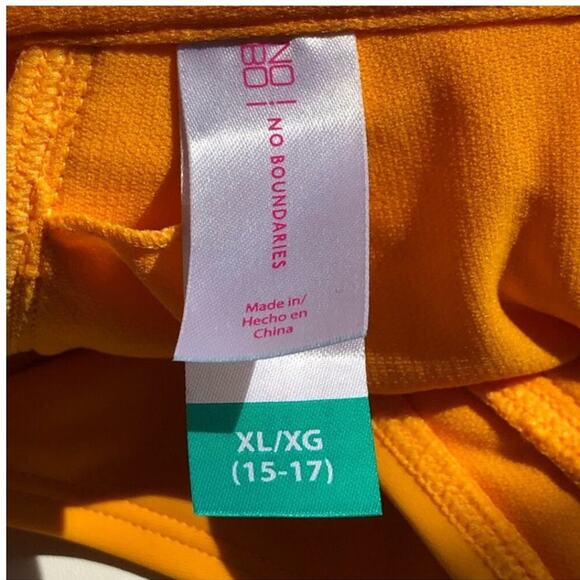 NO!
BO!
NO BOUNDARIES
Made in/
Hecho en
China
XL/XG
(15-17)